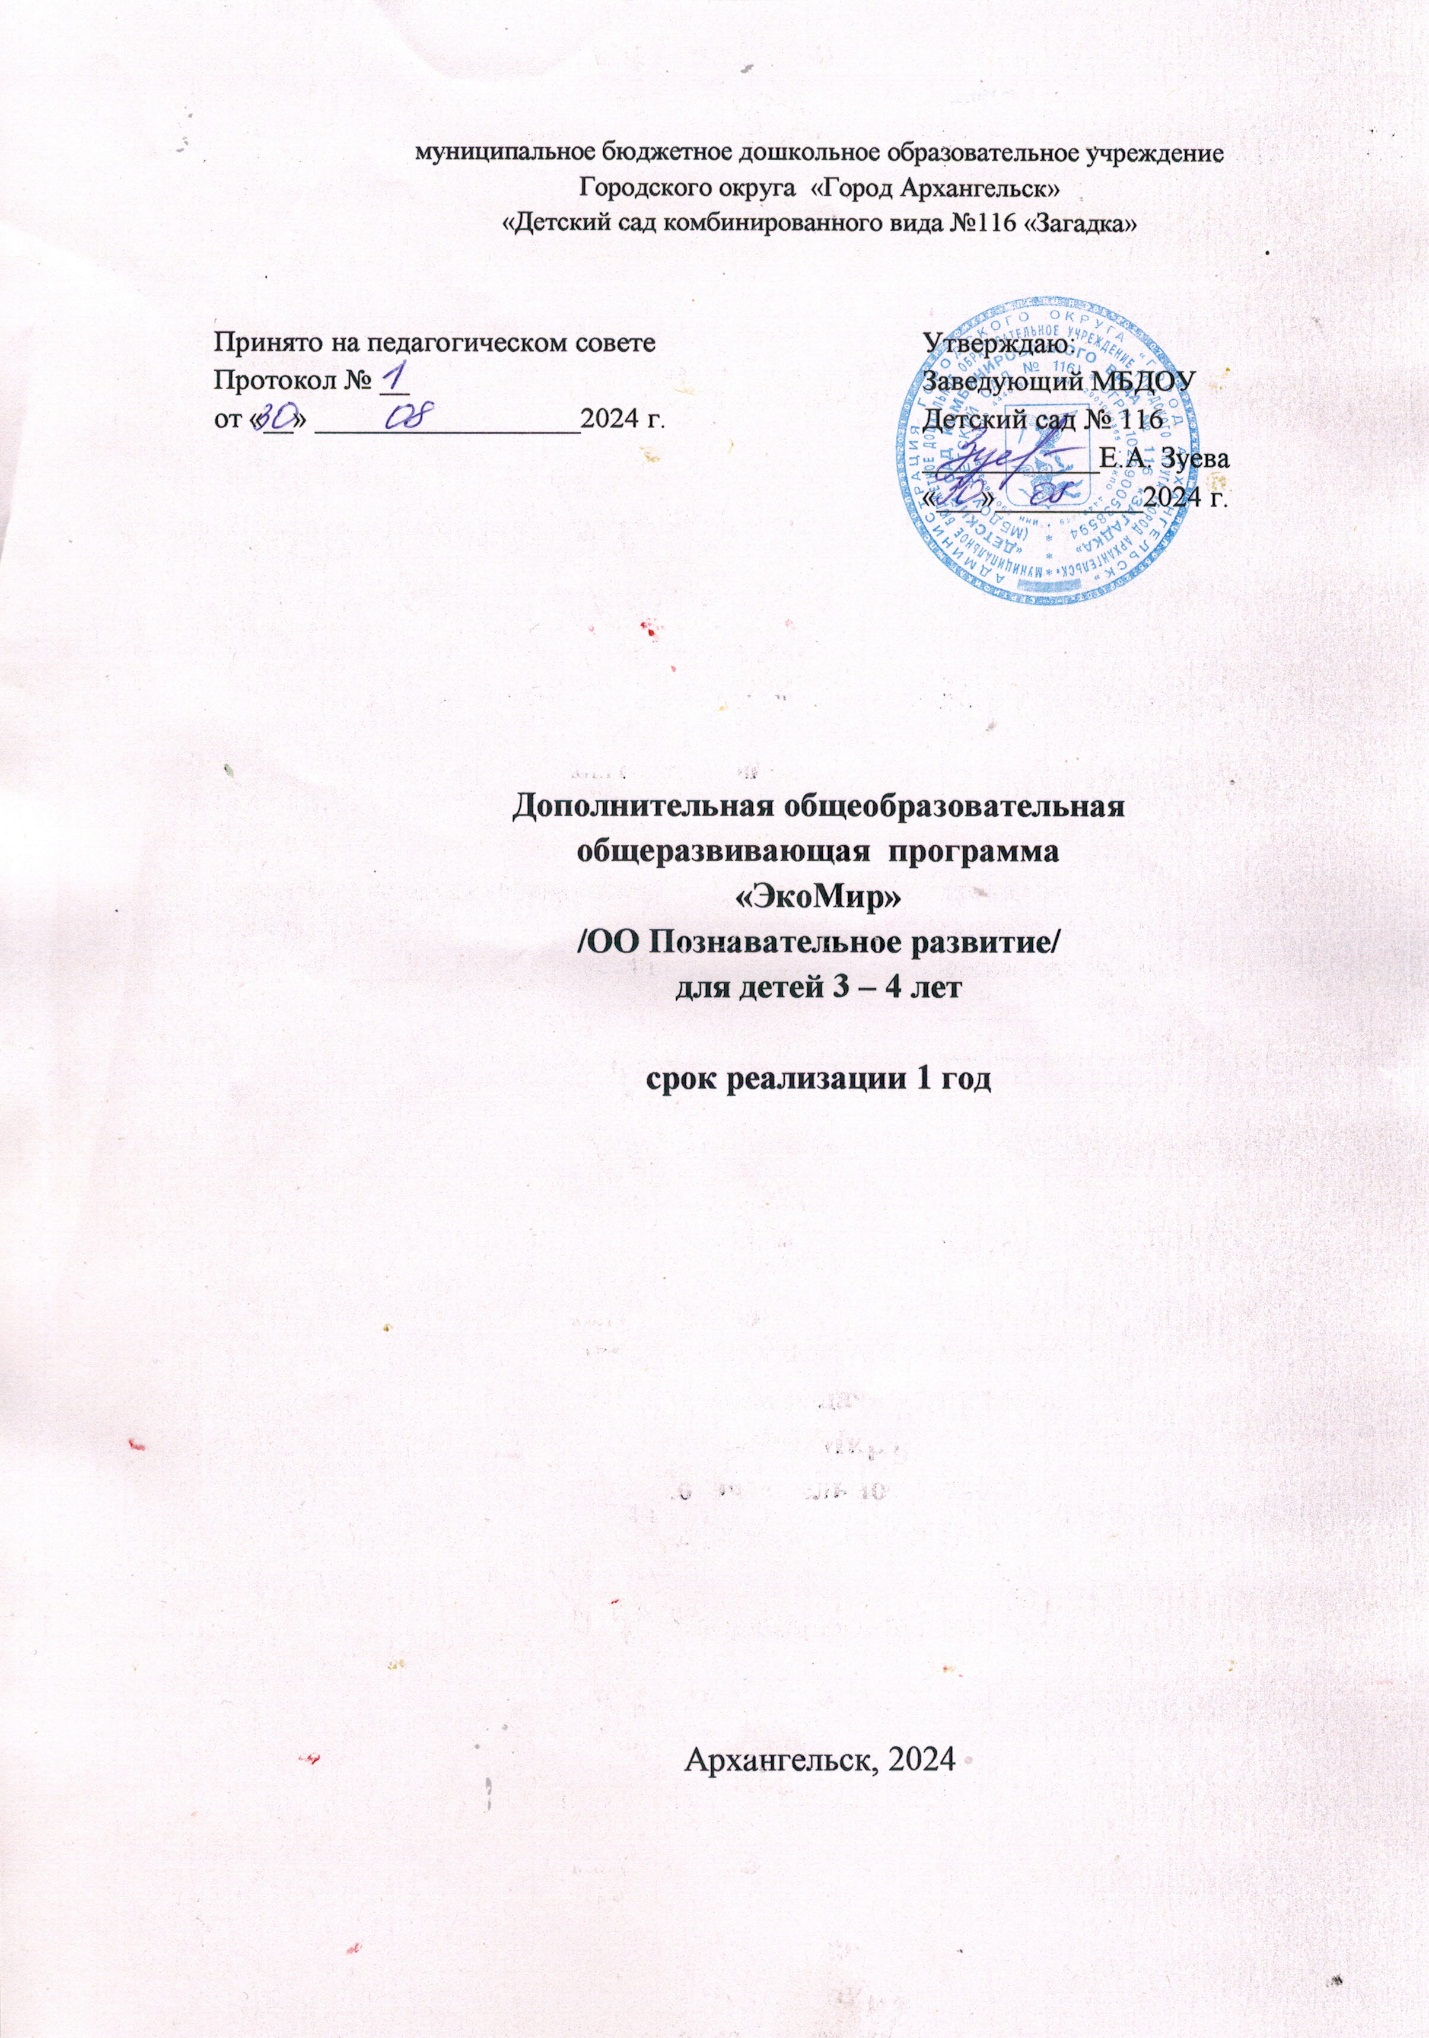 муниципальное бюджетное дошкольное образовательное учреждение
Городского округа «Город Архангельск»
«Детский сад комбинированного вида №116 «Загадка»
Принято на педагогическом совете
Протокол № 1
от «30» 08 2024 г.
Утверждаю:
Заведующий МБДОУ
Детский сад № 116
Е.А. Зуева
«30» 08 2024 г.
Дополнительная общеобразовательная
общеразвивающая программа
«ЭкоМир»
/ОО Познавательное развитие/
для детей 3 – 4 лет
срок реализации 1 год
Архангельск, 2024